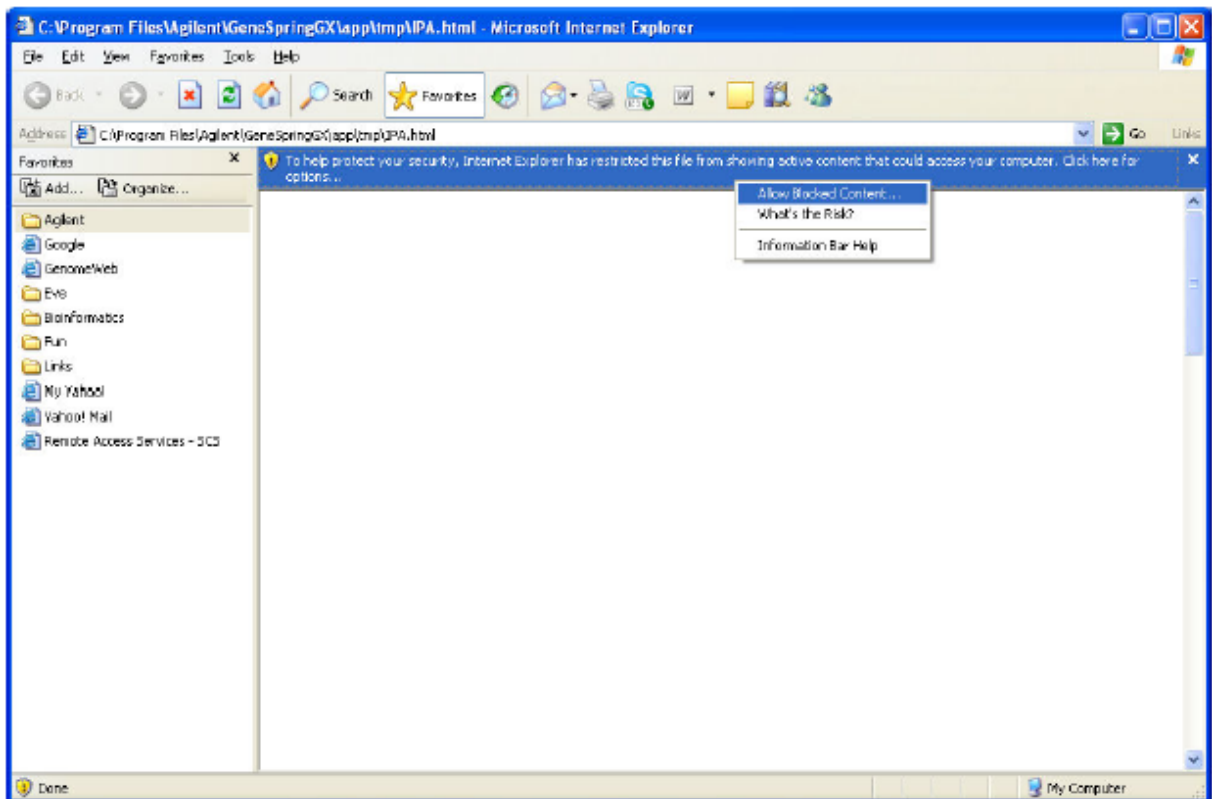 C:\Program Files\Agilent\GeneSpringGX\app\tmp\IPA.html - Microsoft Internet Explorer
File Edit View Favorites Tools Help
Back Search Favorites
Address C:\Program Files\Agilent\GeneSpringGX\app\tmp\IPA.html Go Links
Favorites x
Add... Organize...
To help protect your security, Internet Explorer has restricted this file from showing active content that could access your computer. Click here for
options...
Allow Blocked Content...
What's the Risk?
Information Bar Help
Agilent
Google
GenomeWeb
Eve
Bioinformatics
Fun
Links
My Yahoo!
Yahoo! Mail
Remote Access Services - SCS
Done My Computer